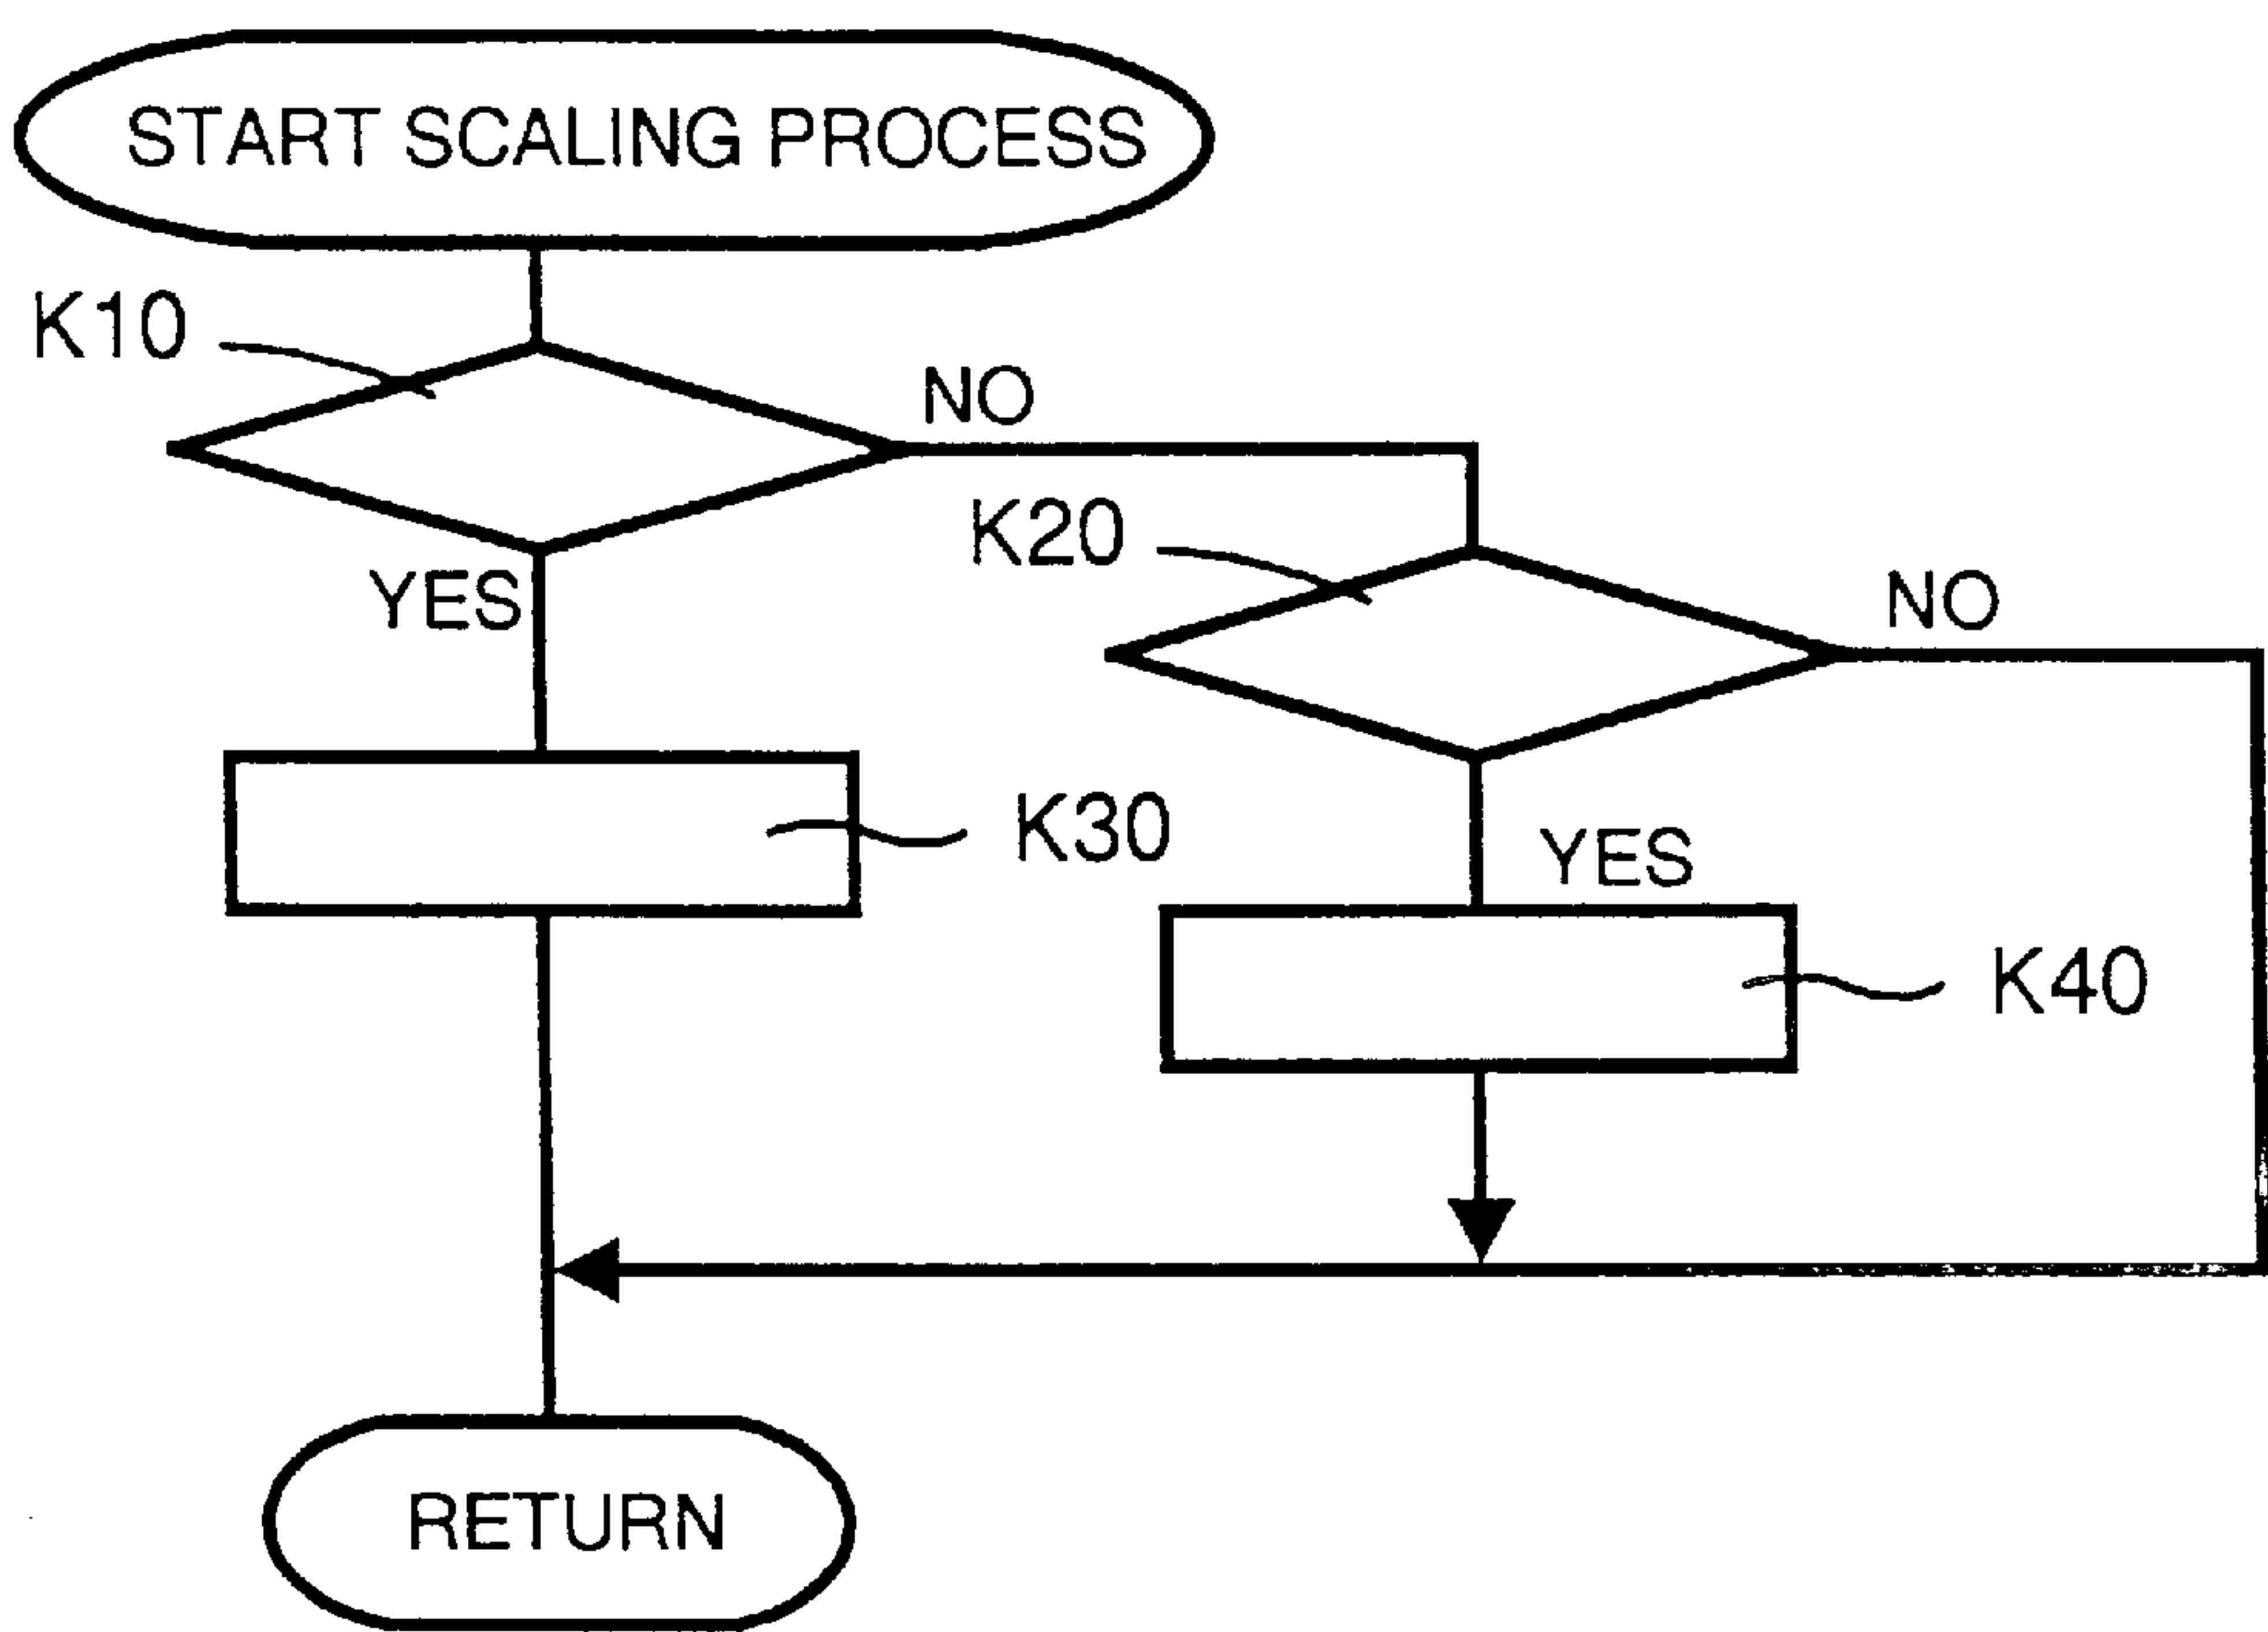 START SCALING PROCESS
K10
NO
K20
YES
NO
K30
YES
K40
RETURN